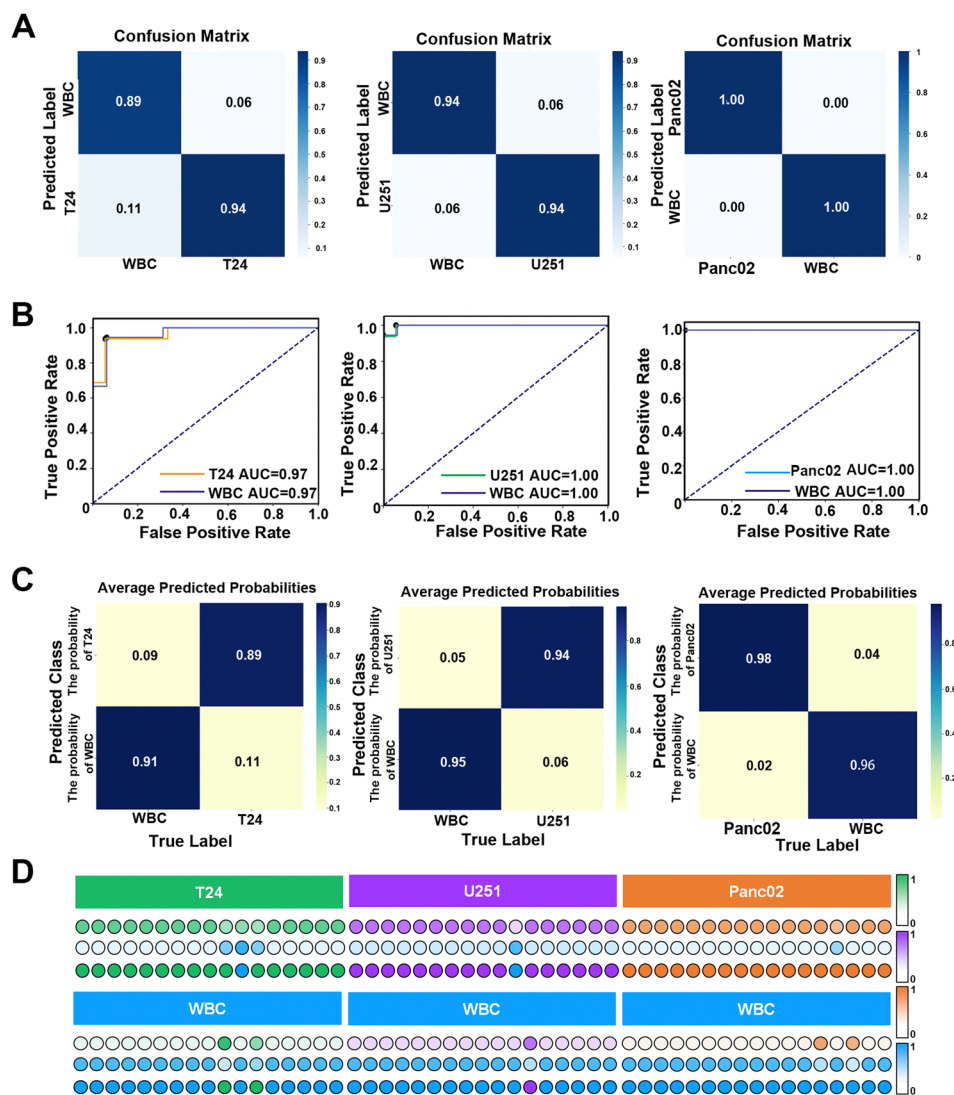 A
Confusion Matrix
Predicted Label
WBC
T24
0.89
0.06
0.11
0.94
WBC
T24
0.9
0.8
0.7
0.6
0.5
0.4
0.3
0.2
0.1
Confusion Matrix
Predicted Label
WBC
U251
0.94
0.06
0.06
0.94
WBC
U251
0.9
0.8
0.7
0.6
0.5
0.4
0.3
0.2
0.1
Confusion Matrix
Predicted Label
Panc02
WBC
1.00
0.00
0.00
1.00
Panc02
WBC
1
0.8
0.6
0.4
0.2
0
B
True Positive Rate
1.0
0.8
0.6
0.4
0.2
0
T24 AUC=0.97
WBC AUC=0.97
0.2
0.4
0.6
0.8
1.0
False Positive Rate
True Positive Rate
1.0
0.8
0.6
0.4
0.2
0
U251 AUC=1.00
WBC AUC=1.00
0.2
0.4
0.6
0.8
1.0
False Positive Rate
True Positive Rate
1.0
0.8
0.6
0.4
0.2
0
Panc02 AUC=1.00
WBC AUC=1.00
0.2
0.4
0.6
0.8
1.0
False Positive Rate
C
Average Predicted Probabilities
Predicted Class
The probability
of T24
The probability
of WBC
0.09
0.89
0.91
0.11
WBC
T24
True Label
0.9
0.8
0.7
0.6
0.5
0.4
0.3
0.2
0.1
Average Predicted Probabilities
Predicted Class
The probability
of U251
The probability
of WBC
0.05
0.94
0.95
0.06
WBC
U251
True Label
0.8
0.6
0.4
0.2
Average Predicted Probabilities
Predicted Class
The probability
of Panc02
The probability
of WBC
0.98
0.04
0.02
0.96
Panc02
WBC
True Label
0.8
0.6
0.4
0.2
D
T24
U251
Panc02
1
0
1
0
WBC
WBC
WBC
1
0
1
0